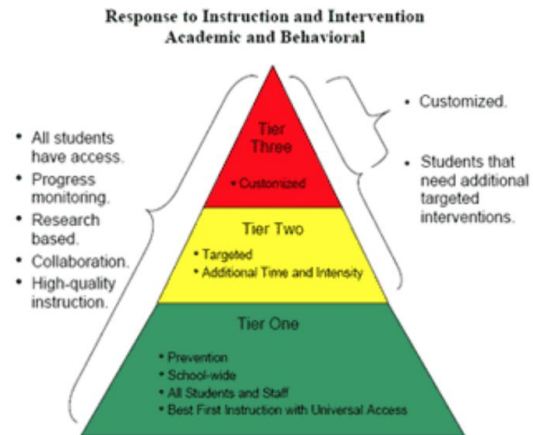 Response to Instruction and Intervention
Academic and Behavioral
• All students
have access.
• Progress
monitoring.
• Research
based.
• Collaboration.
• High-quality
instruction.
Tier
Three
• Customized
Tier Two
• Targeted
• Additional Time and Intensity
Tier One
• Prevention
• School-wide
• All Students and Staff
• Best First Instruction with Universal Access
• Customized.
• Students that
need additional
targeted
interventions.